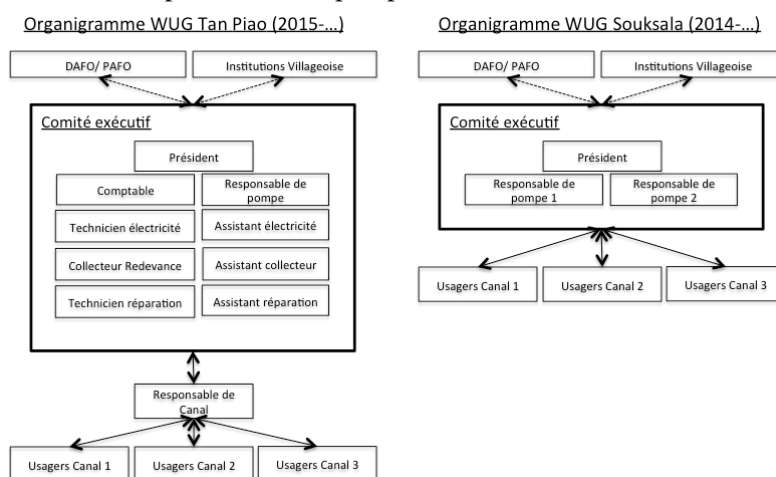 Organigramme WUG Tan Piao (2015-...)
DAFO/ PAFO
Institutions Villageoise
Comité exécutif
Président
Comptable
Responsable de
pompe
Technicien électricité
Assistant électricité
Collecteur Redevance
Assistant collecteur
Technicien réparation
Assistant réparation
Responsable de
Canal
Usagers Canal 1
Usagers Canal 2
Usagers Canal 3
Organigramme WUG Souksala (2014-...)
DAFO/ PAFO
Institutions Villageoise
Comité exécutif
Président
Responsable de
pompe 1
Responsable de
pompe 2
Usagers Canal 1
Usagers Canal 2
Usagers Canal 3